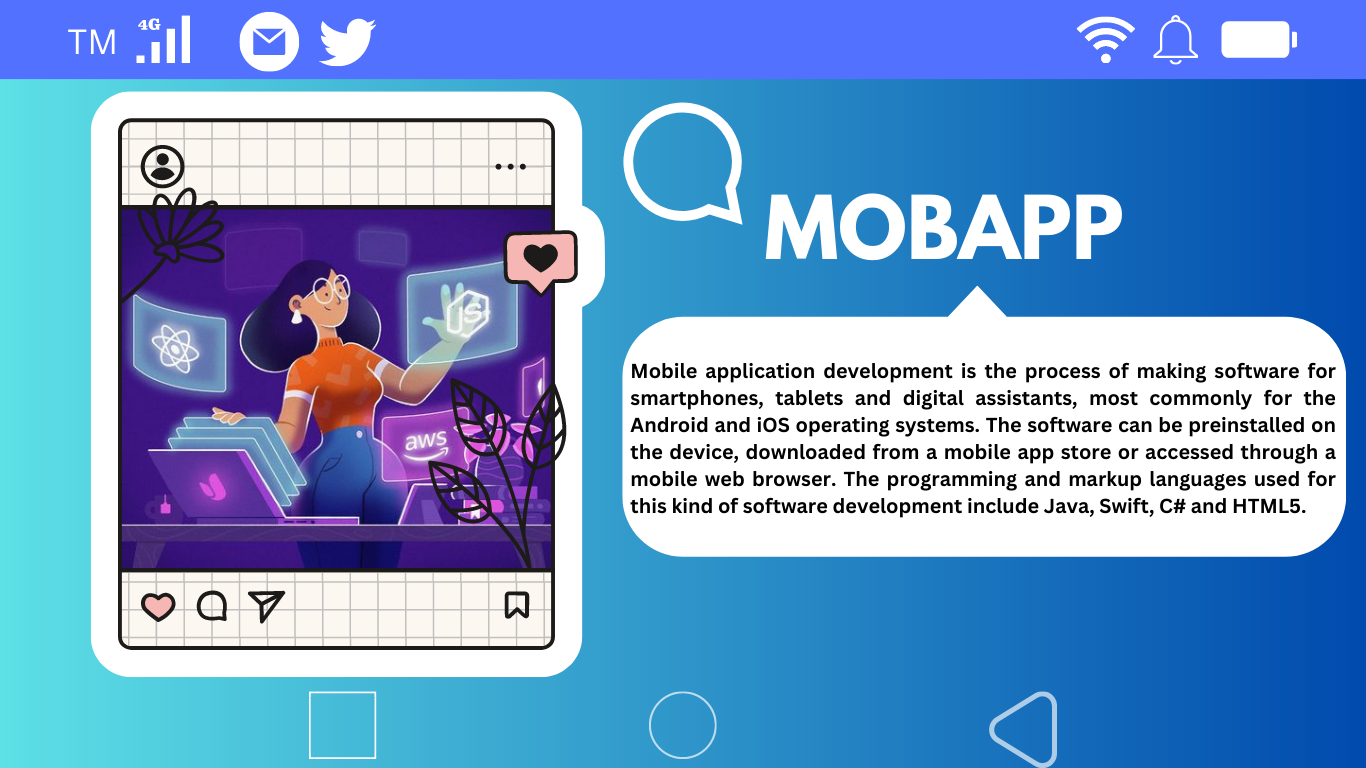 TM
4G
MOBAPP
JS
aws
Mobile application development is the process of making software for
smartphones, tablets and digital assistants, most commonly for the
Android and iOS operating systems. The software can be preinstalled on
the device, downloaded from a mobile app store or accessed through a
mobile web browser. The programming and markup languages used for
this kind of software development include Java, Swift, C# and HTML5.